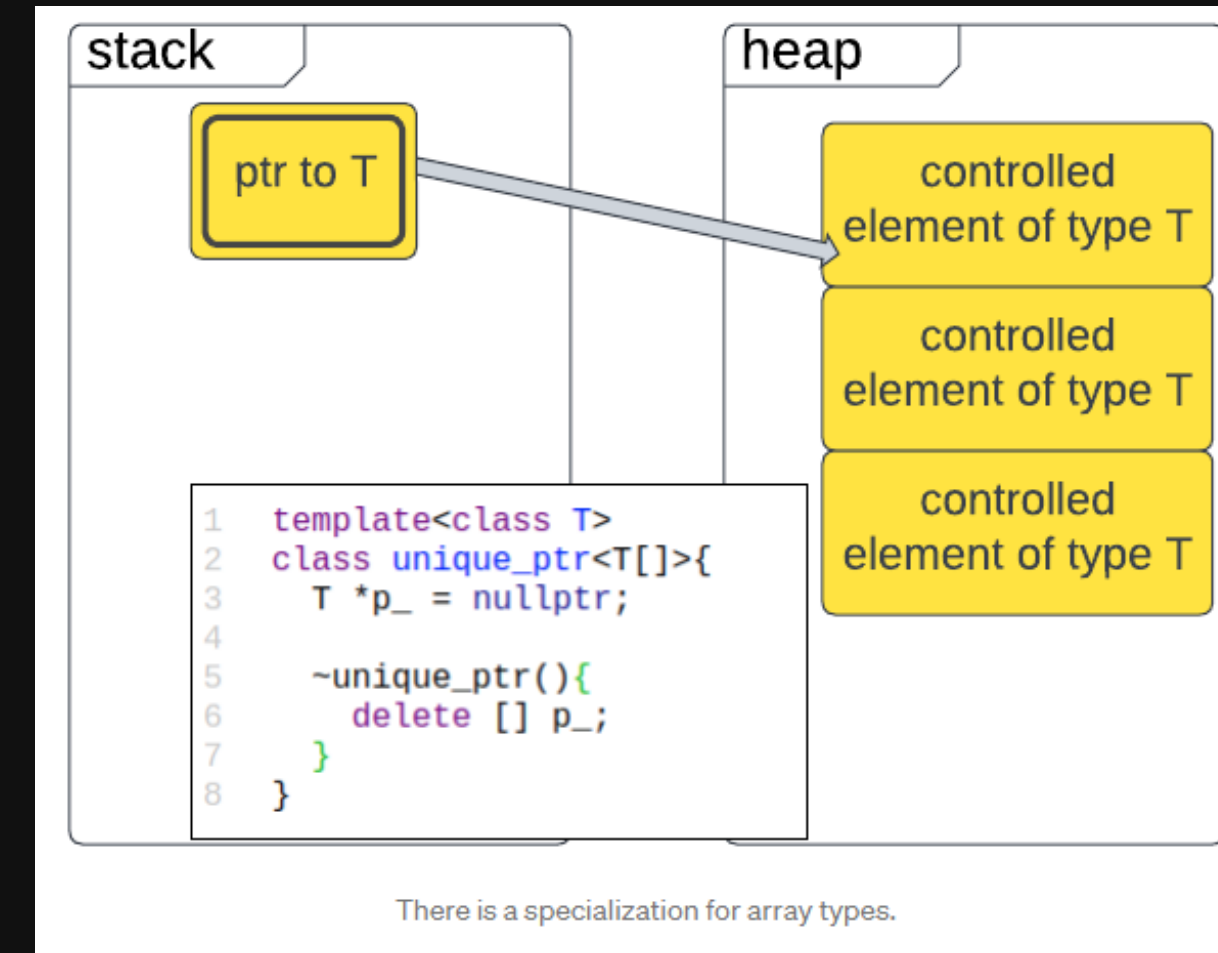 stack
ptr to T
heap
controlled
element of type T
controlled
element of type T
controlled
element of type T
1 template<class T>
2 class unique_ptr<T[]>{
3   T *p_ = nullptr;
4
5   ~unique_ptr(){
6     delete [] p_;
7   }
8 }
There is a specialization for array types.